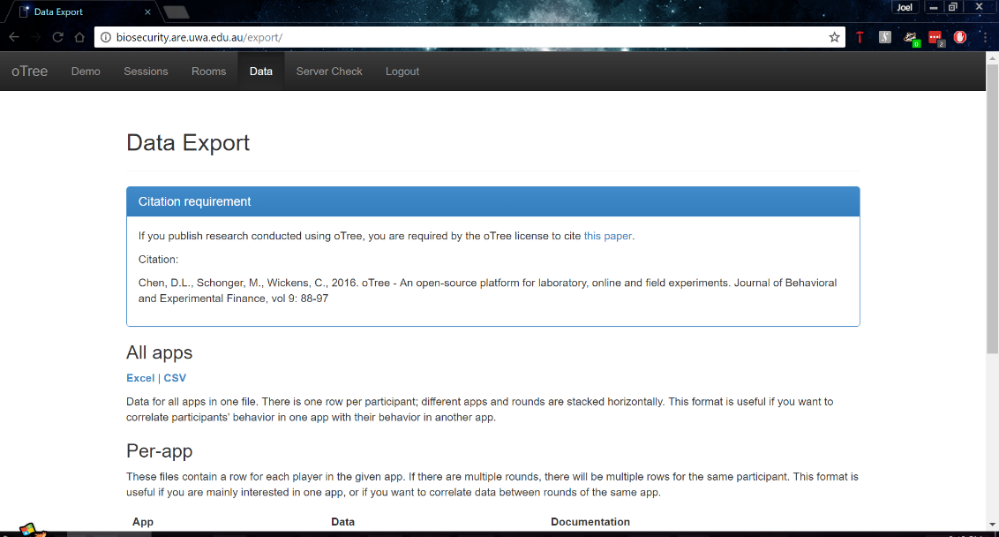 Data Export
Joel
biosecurity.are.uwa.edu.au/export/
0
2
oTree Demo Sessions Rooms Data Server Check Logout
Data Export
Citation requirement
If you publish research conducted using oTree, you are required by the oTree license to cite this paper.
Citation:
Chen, D.L., Schonger, M., Wickens, C., 2016. oTree - An open-source platform for laboratory, online and field experiments. Journal of Behavioral
and Experimental Finance, vol 9: 88-97
All apps
Excel | CSV
Data for all apps in one file. There is one row per participant; different apps and rounds are stacked horizontally. This format is useful if you want to
correlate participants' behavior in one app with their behavior in another app.
Per-app
These files contain a row for each player in the given app. If there are multiple rounds, there will be multiple rows for the same participant. This format is
useful if you are mainly interested in one app, or if you want to correlate data between rounds of the same app.
App Data Documentation